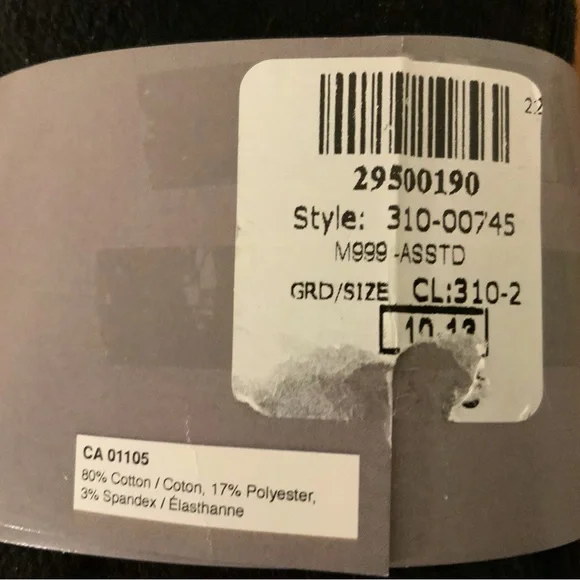 29500190
Style: 310-00745
M999 -ASSTD
GRD/SIZE CL:310-2
10-13
CA 01105
80% Cotton / Coton, 17% Polyester,
3% Spandex / Élasthanne